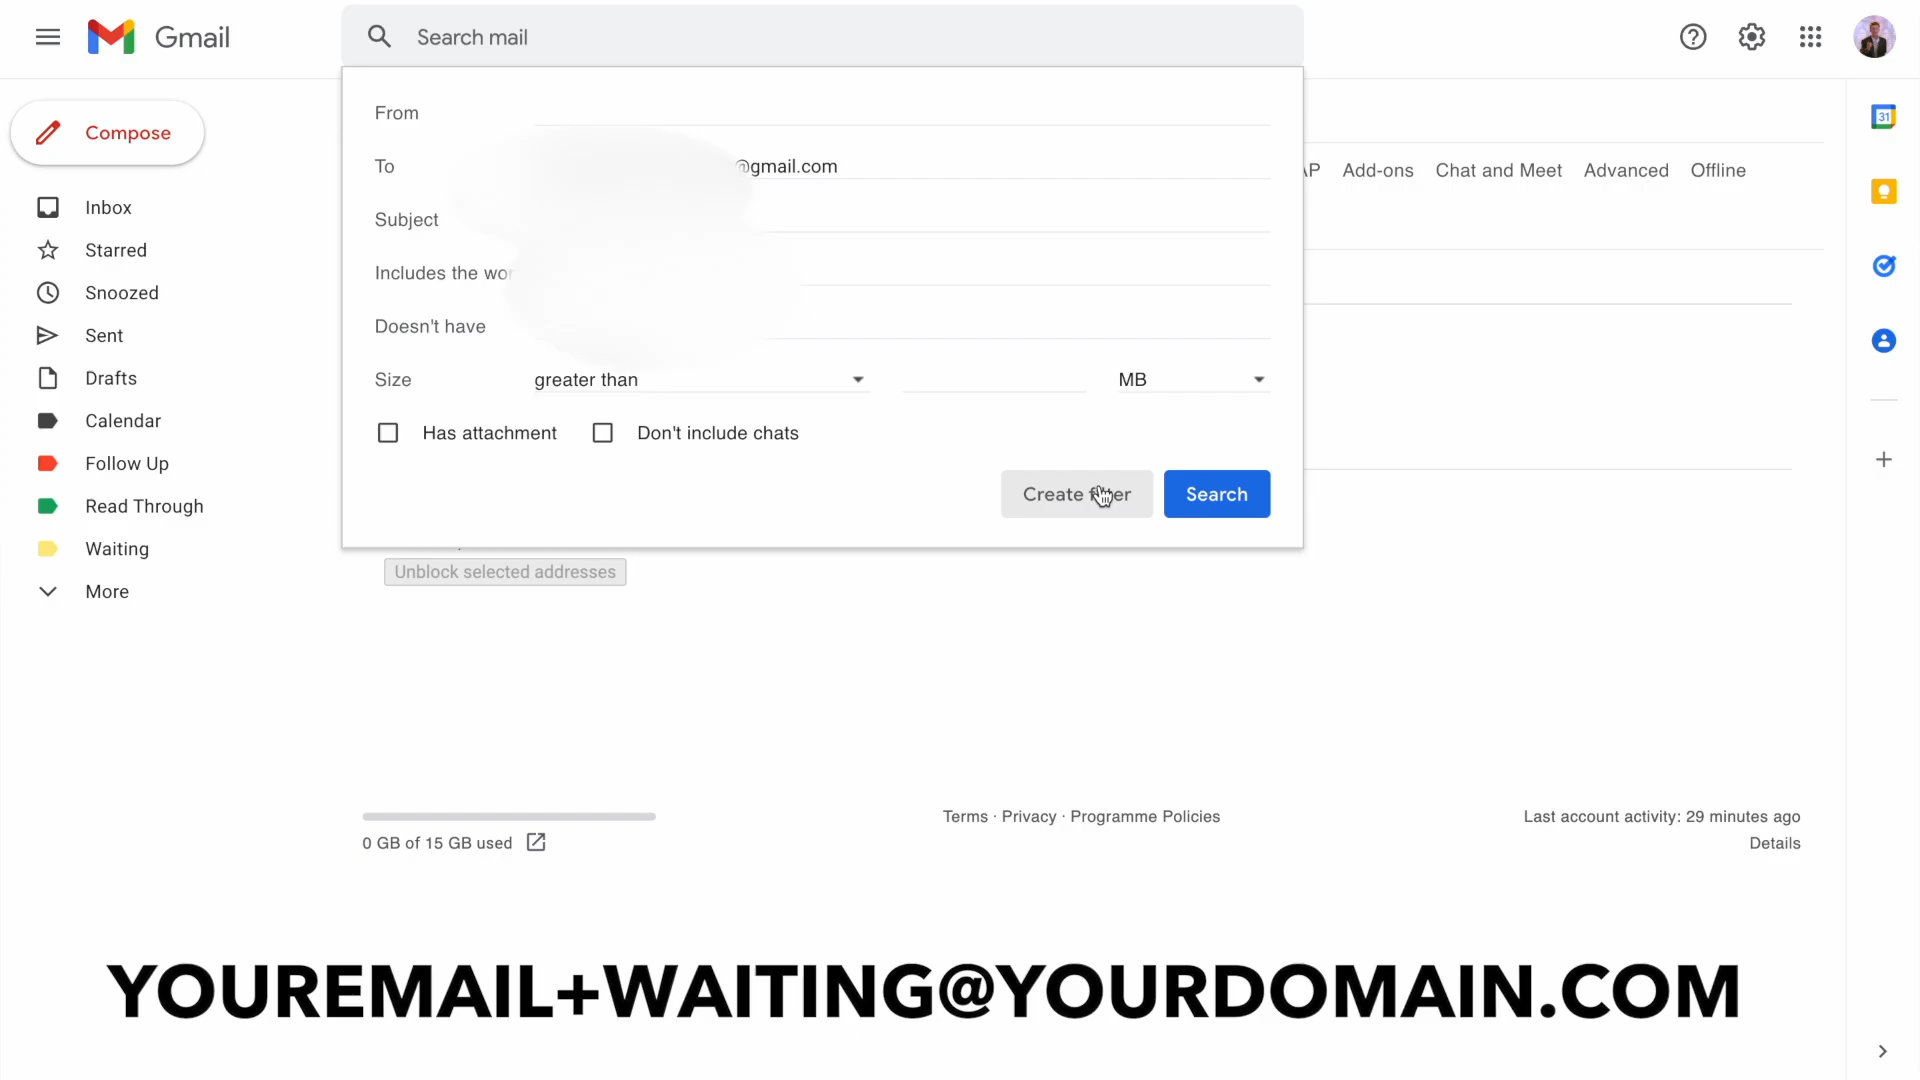 Gmail
Search mail
Compose
Inbox
Starred
Snoozed
Sent
Drafts
Calendar
Follow Up
Read Through
Waiting
More
From
To @gmail.com
Subject
Includes the
Doesn't have
Size greater than MB
Has attachment Don't include chats
Create Search
Add-ons Chat and Meet Advanced Offline
31
Unblock selected addresses
0 GB of 15 GB used
Terms · Privacy · Programme Policies
Last account activity: 29 minutes ago
Details
YOUREMAIL+WAITING@YOURDOMAIN.COM